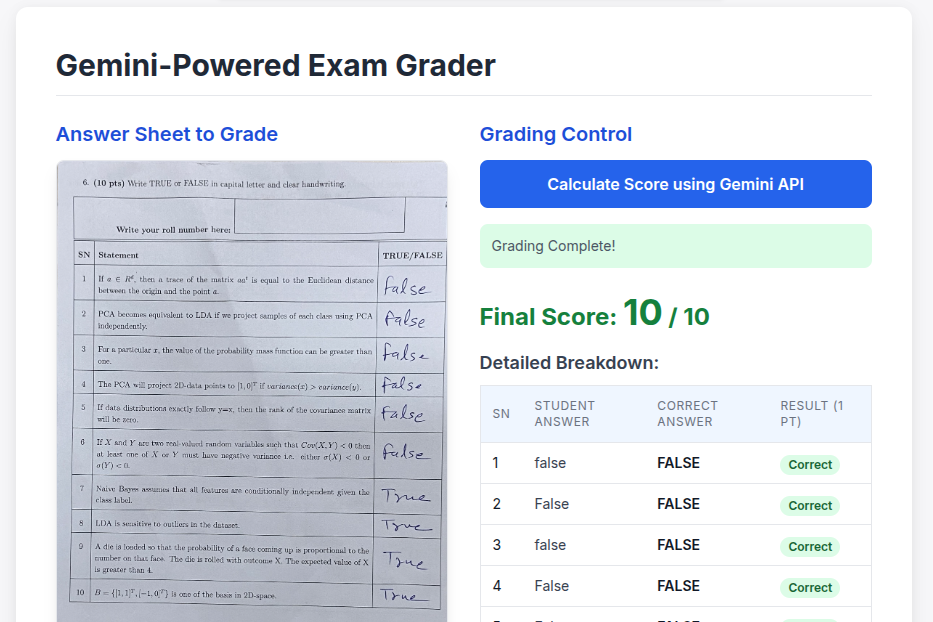 Gemini-Powered Exam Grader
Answer Sheet to Grade
6. (10 pts) Write TRUE or FALSE in capital letter and clear handwriting.
Write your roll number here:
SN Statement TRUE/FALSE
1 If a ∈ R^d, then a trace of the matrix aa^t is equal to the Euclidean distance
between the origin and the point a.
false
2 PCA becomes equivalent to LDA if we project samples of each class using PCA
independently.
False
3 For a particular x, the value of the probability mass function can be greater than
one.
false
4 The PCA will project 2D-data points to [1,0]^T if variance(x) > variance(y).
False
5 If data distributions exactly follow y=x, then the rank of the covariance matrix
will be zero.
False
6 If X and Y are two real-valued random variables such that Cov(X,Y) < 0 then
at least one of X or Y must have negative variance i.e. either σ(X) < 0 or
σ(Y) < 0.
false
7 Naive Bayes assumes that all features are conditionally independent given the
class label.
True
8 LDA is sensitive to outliers in the dataset.
True
9 A die is loaded so that the probability of a face coming up is proportional to the
number on that face. The die is rolled with outcome X. The expected value of X
is greater than 4.
True
10 B = {[1,1]^T, [-1,0]^T} is one of the basis in 2D-space.
True
Grading Control
Calculate Score using Gemini API
Grading Complete!
Final Score: 10 / 10
Detailed Breakdown:
SN STUDENT ANSWER CORRECT ANSWER RESULT (1 PT)
1 false FALSE Correct
2 False FALSE Correct
3 false FALSE Correct
4 False FALSE Correct